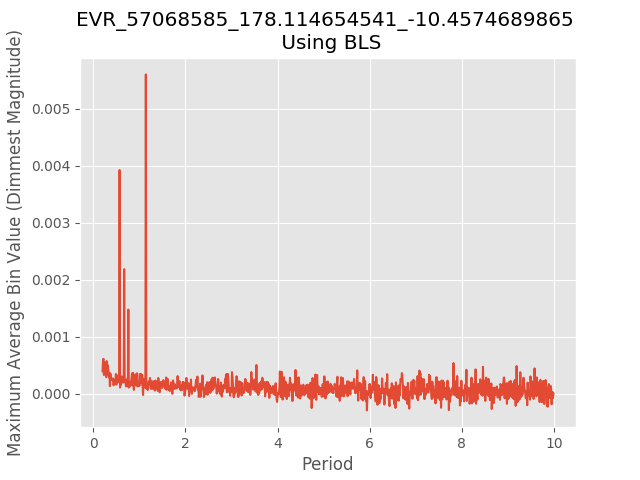 EVR_57068585_178.114654541_-10.4574689865
Using BLS
Maximum Average Bin Value (Dimmest Magnitude)
0.005
0.004
0.003
0.002
0.001
0.000
0 2 4 6 8 10
Period